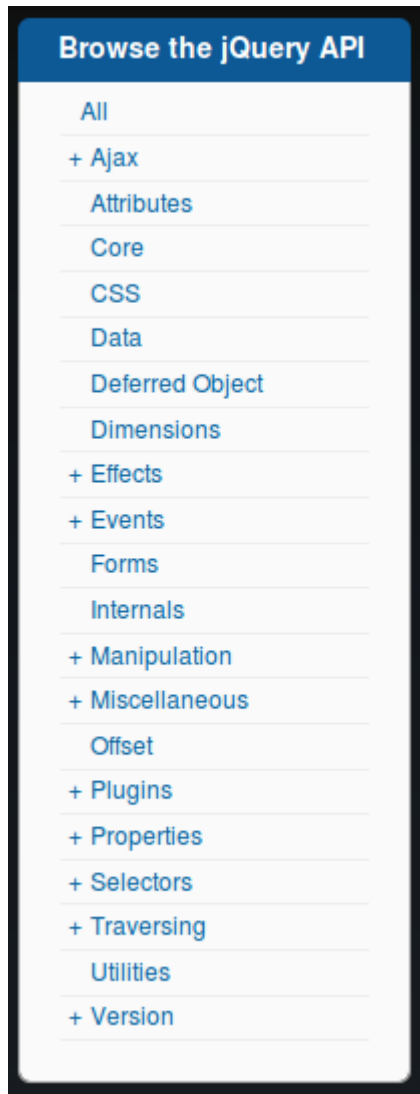 Browse the jQuery API
All
+ Ajax
Attributes
Core
CSS
Data
Deferred Object
Dimensions
+ Effects
+ Events
Forms
Internals
+ Manipulation
+ Miscellaneous
Offset
+ Plugins
+ Properties
+ Selectors
+ Traversing
Utilities
+ Version